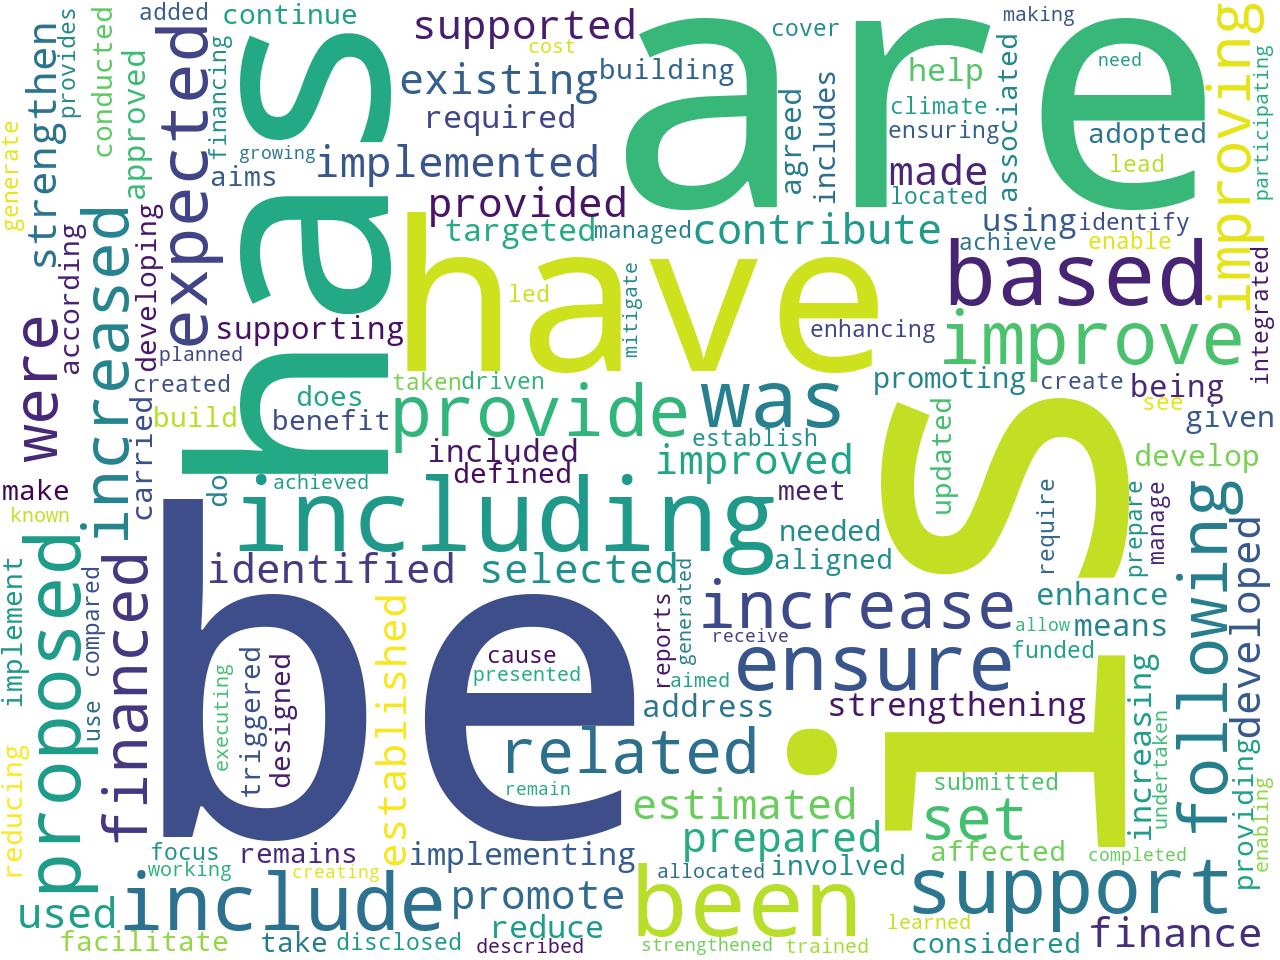 be
are
is
has
have
including
been
based
improve
provide
was
increase
ensure
support
include
following
proposed
financed
increased
were
expected
improving
supported
existing
required
implemented
provided
contribute
made
using
targeted
managed
building
cost
cover
making
need
help
climate
ensuring
associated
adopted
lead
located
participating
agreed
includes
added
continue
provides
conducted
strengthen
approved
financing
growing
aims
generate
according
developing
supporting
planned
created
carried
build
does
benefit
taken
driven
led
mitigate
enhancing
achieve
identify
enable
integrated
promoting
create
being
see
given
establish
improved
included
defined
achieved
do
make
known
meet
updated
develop
needed
aligned
require
prepare
manage
identified
selected
generated
reports
receive
enhance
allow
means
funded
developed
implement
compared
use
reducing
established
executing
triggered
designed
cause
presented
aimed
address
strengthening
related
remain
estimated
prepared
submitted
set
affected
increasing
undertaken
completed
providing
enabling
focus
working
remains
creating
implementing
allocated
involved
used
promote
facilitate
take
disclosed
reduce
described
strengthened
trained
learned
considered
finance